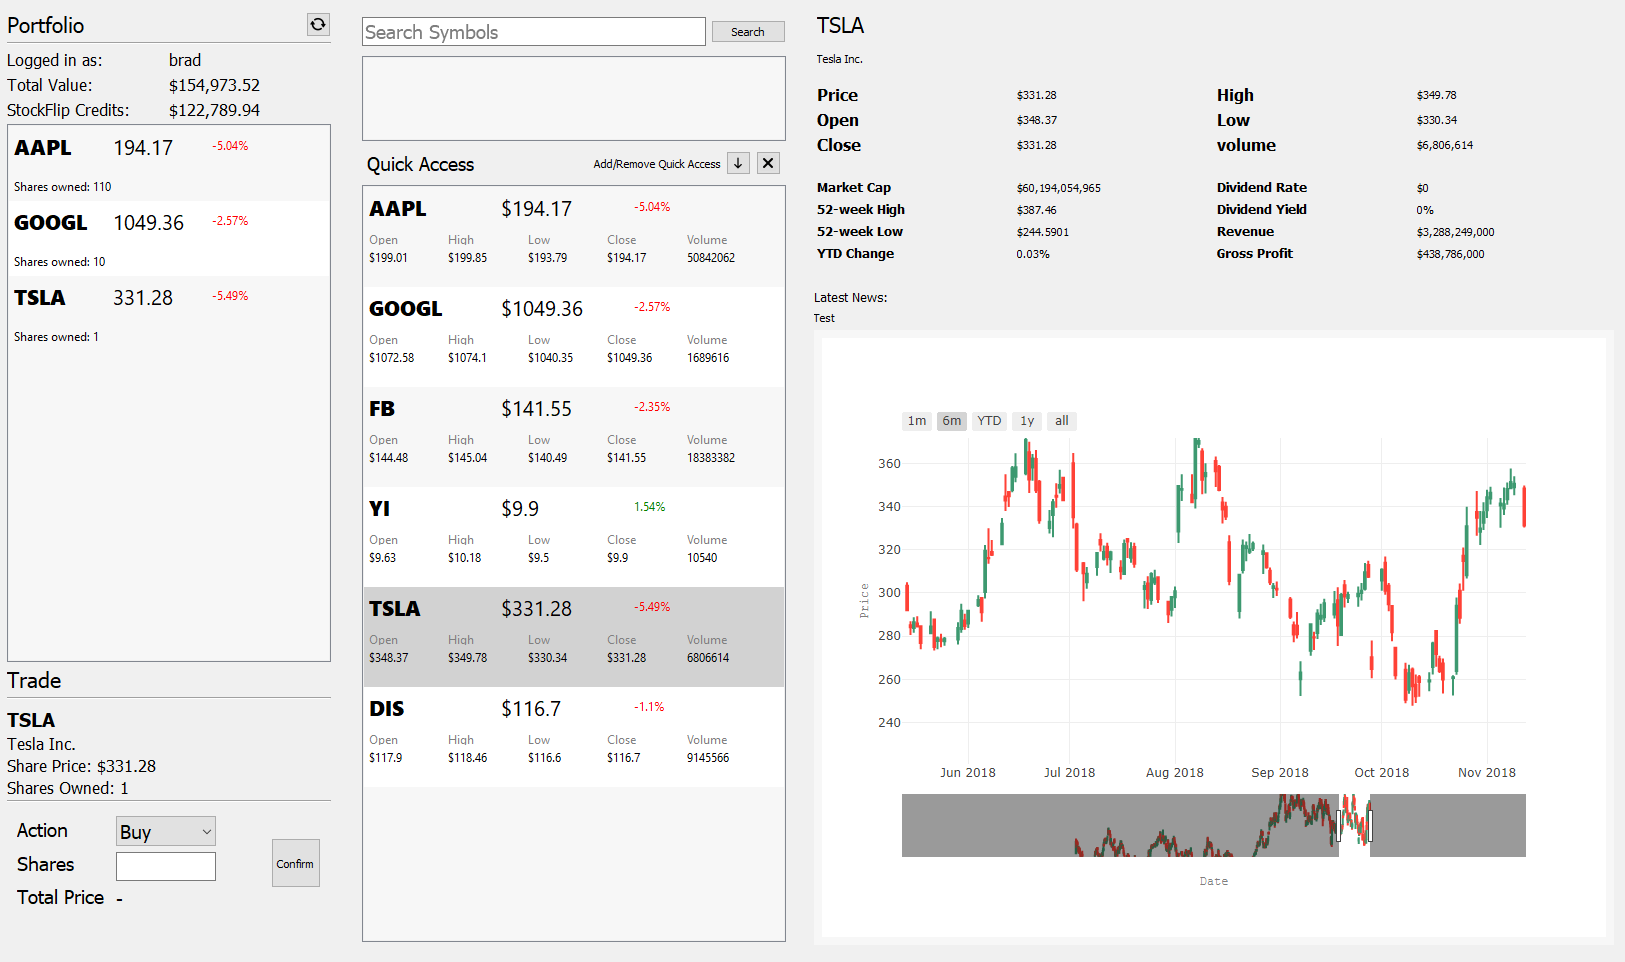 Portfolio
Logged in as: brad
Total Value: $154,973.52
StockFlip Credits: $122,789.94
AAPL 194.17 -5.04%
Shares owned: 110
GOOGL 1049.36 -2.57%
Shares owned: 10
TSLA 331.28 -5.49%
Shares owned: 1
Trade
TSLA
Tesla Inc.
Share Price: $331.28
Shares Owned: 1
Action Buy
Shares
Confirm
Total Price -
Search Symbols Search
Quick Access Add/Remove Quick Access
AAPL $194.17 -5.04%
Open High Low Close Volume
$199.01 $199.85 $193.79 $194.17 50842062
GOOGL $1049.36 -2.57%
Open High Low Close Volume
$1072.58 $1074.1 $1040.35 $1049.36 1689616
FB $141.55 -2.35%
Open High Low Close Volume
$144.48 $145.04 $140.49 $141.55 18383382
YI $9.9 1.54%
Open High Low Close Volume
$9.63 $10.18 $9.5 $9.9 10540
TSLA $331.28 -5.49%
Open High Low Close Volume
$348.37 $349.78 $330.34 $331.28 6806614
DIS $116.7 -1.1%
Open High Low Close Volume
$117.9 $118.46 $116.6 $116.7 9145566
TSLA
Tesla Inc.
Price $331.28 High $349.78
Open $348.37 Low $330.34
Close $331.28 volume $6,806,614
Market Cap $60,194,054,965 Dividend Rate $0
52-week High $387.46 Dividend Yield 0%
52-week Low $244.5901 Revenue $3,288,249,000
YTD Change 0.03% Gross Profit $438,786,000
Latest News:
Test
1m 6m YTD 1y all
360
340
320
300
280
260
240
Price
Jun 2018 Jul 2018 Aug 2018 Sep 2018 Oct 2018 Nov 2018
Date